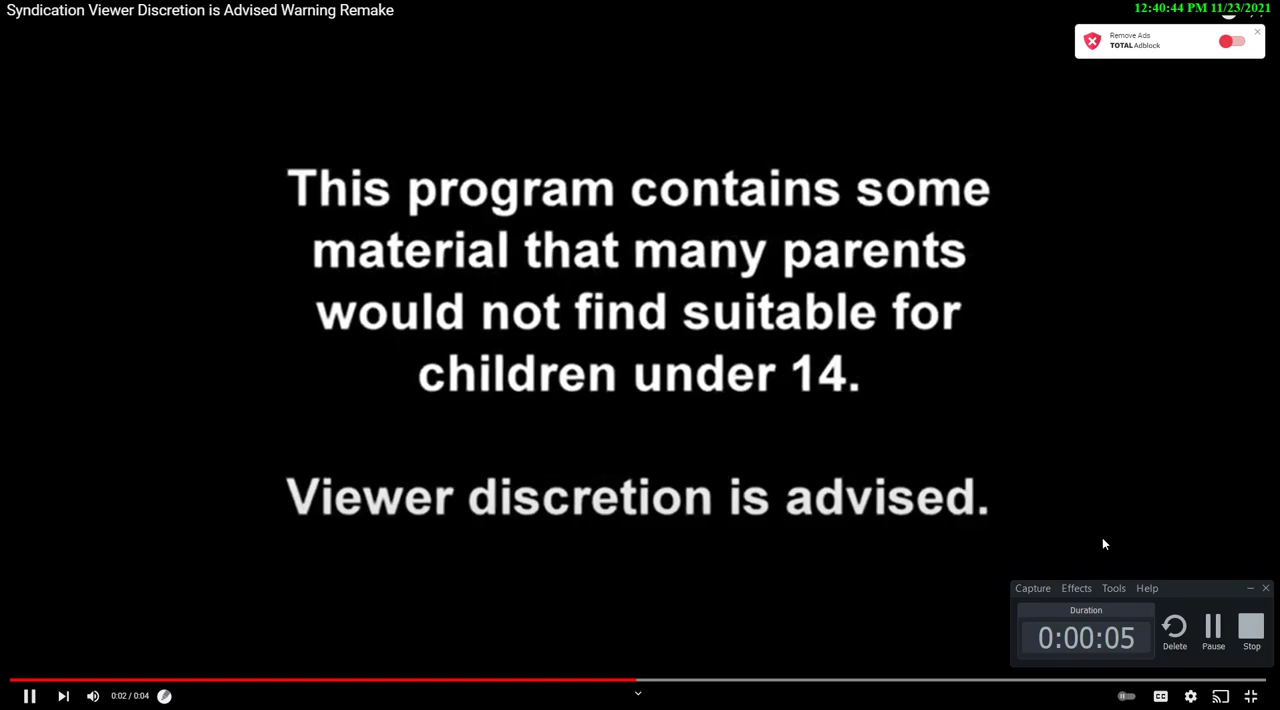 Syndication Viewer Discretion is Advised Warning Remake
12:40:44 PM 11/23/2021
Remove Ads
TOTAL Adblock
This program contains some
material that many parents
would not find suitable for
children under 14.
Viewer discretion is advised.
Capture Effects Tools Help
Duration
0:00:05
Delete Pause Stop
0:02 / 0:04
CC